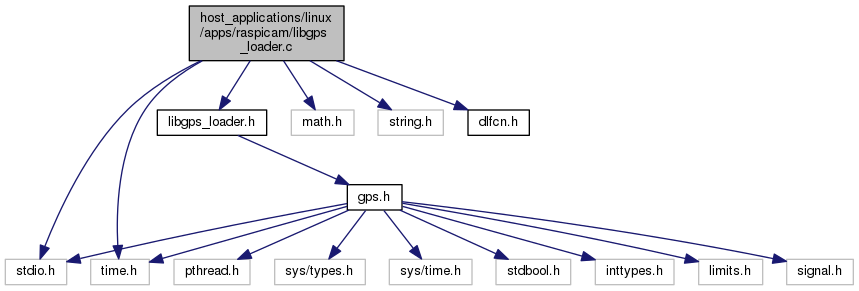 host_applications/linux
/apps/raspicam/libgps
_loader.c
libgps_loader.h
math.h
string.h
dlfcn.h
gps.h
stdio.h
time.h
pthread.h
sys/types.h
sys/time.h
stdbool.h
inttypes.h
limits.h
signal.h